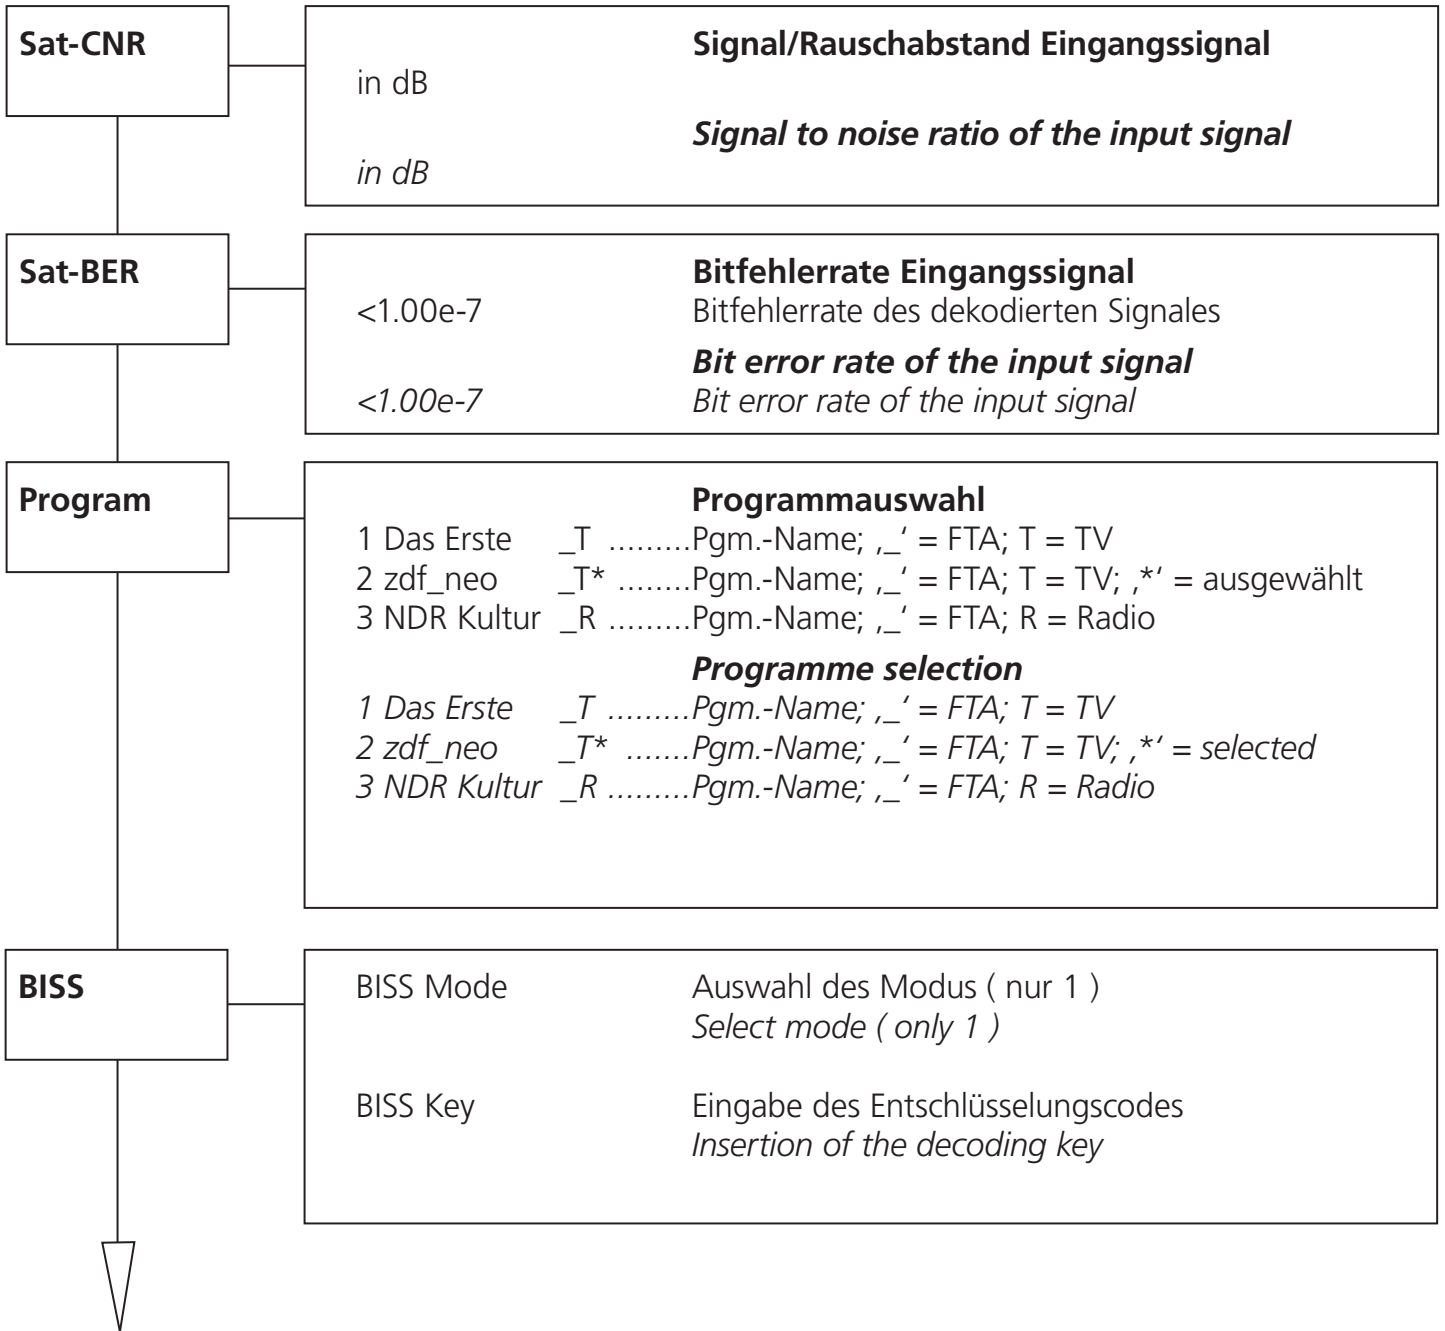 Sat-CNR
Signal/Rauschabstand Eingangssignal
in dB
Signal to noise ratio of the input signal
in dB
Sat-BER
Bitfehlerrate Eingangssignal
<1.00e-7 Bitfehlerrate des dekodierten Signales
Bit error rate of the input signal
<1.00e-7 Bit error rate of the input signal
Program
Programmauswahl
1 Das Erste _T .........Pgm.-Name; ‚_‘ = FTA; T = TV
2 zdf_neo _T* .......Pgm.-Name; ‚_‘ = FTA; T = TV; ‚*‘ = ausgewählt
3 NDR Kultur _R .........Pgm.-Name; ‚_‘ = FTA; R = Radio
Programme selection
1 Das Erste _T .........Pgm.-Name; ‚_‘ = FTA; T = TV
2 zdf_neo _T* .......Pgm.-Name; ‚_‘ = FTA; T = TV; ‚*‘ = selected
3 NDR Kultur _R .........Pgm.-Name; ‚_‘ = FTA; R = Radio
BISS
BISS Mode Auswahl des Modus ( nur 1 )
Select mode ( only 1 )
BISS Key Eingabe des Entschlüsselungscodes
Insertion of the decoding key